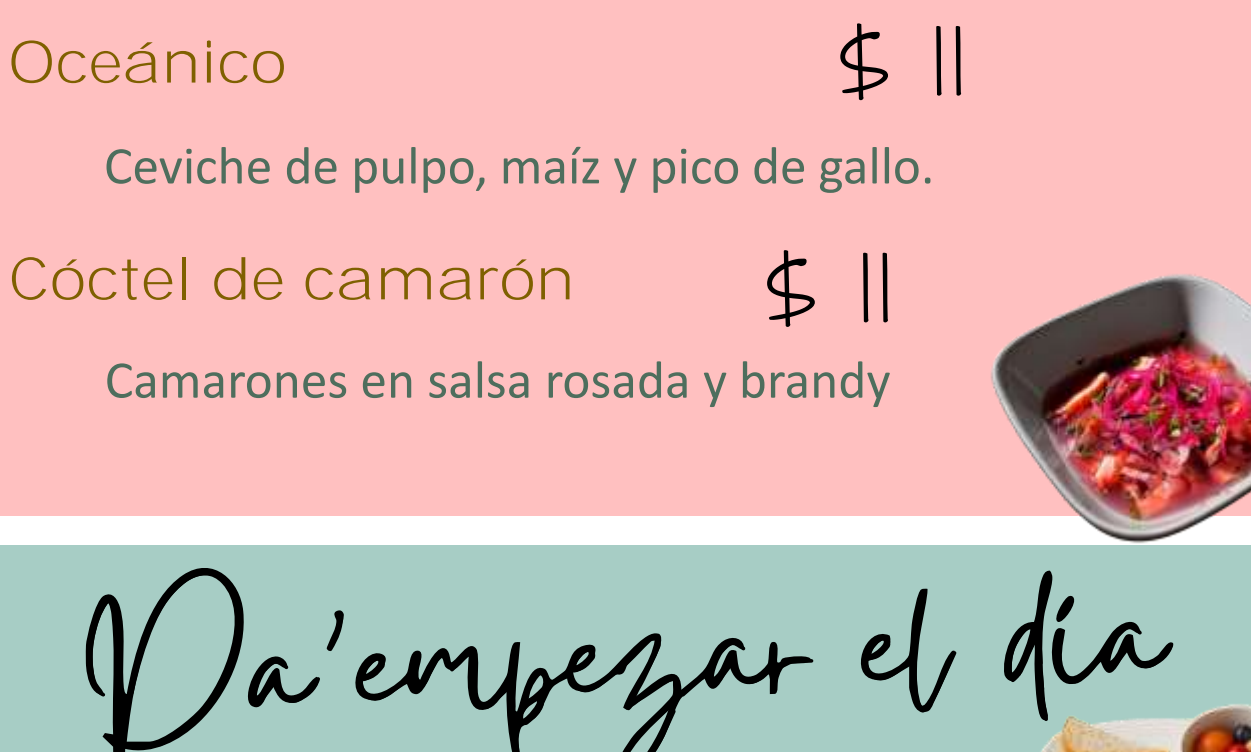 Oceánico $ 11
Ceviche de pulpo, maíz y pico de gallo.
Cóctel de camarón $ 11
Camarones en salsa rosada y brandy
Pa'empezar el día